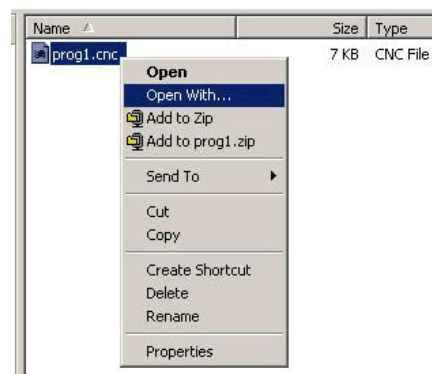 Name Size Type
prog1.cnc 7 KB CNC File
Open
Open With...
Add to Zip
Add to prog1.zip
Send To
Cut
Copy
Create Shortcut
Delete
Rename
Properties